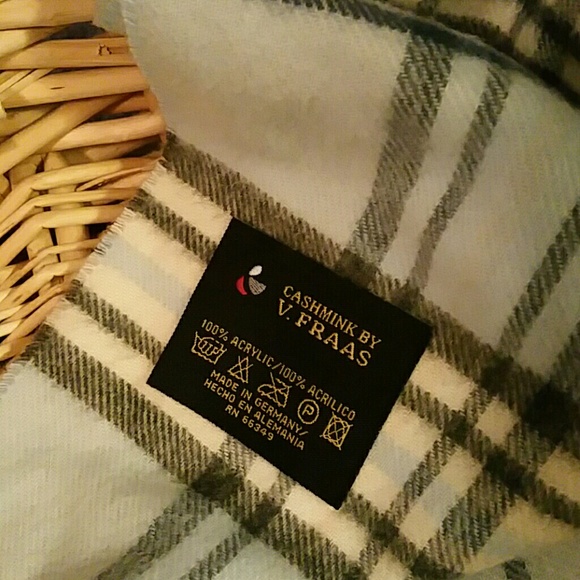 CASHMINK BY
V. FRAAS
100% ACRYLIC/100% ACRILICO
P
MADE IN GERMANY/
HECHO EN ALEMANIA
RN 66349